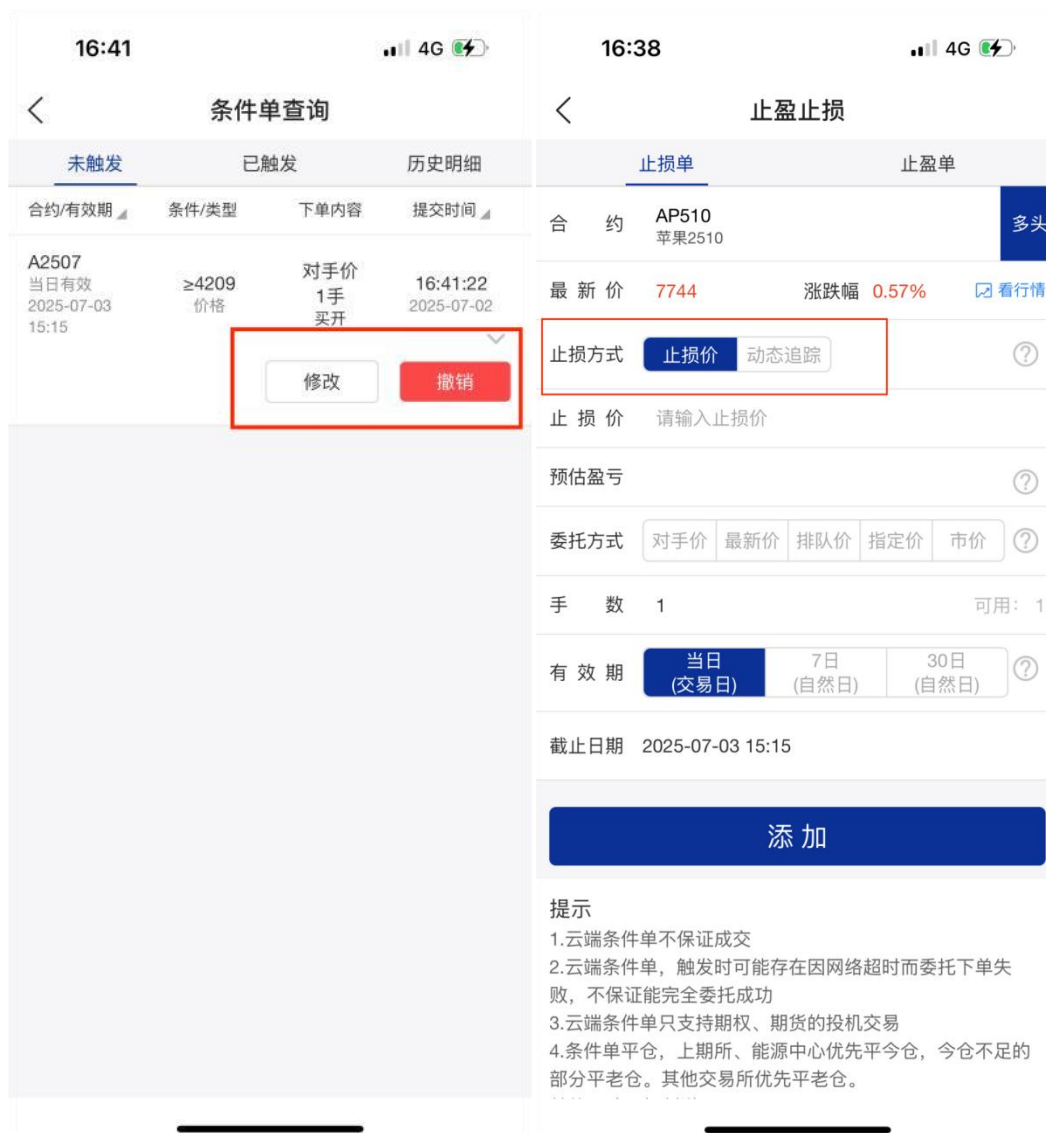 16:41
4G
条件单查询
未触发 已触发 历史明细
合约/有效期 条件/类型 下单内容 提交时间
A2507
当日有效
2025-07-03
15:15
≥4209
价格
对手价
1手
买开
16:41:22
2025-07-02
修改 撤销
16:38
4G
止盈止损
止损单 止盈单
合约 AP510 多头
苹果2510
最新价 7744 涨跌幅 0.57% 看行情
止损方式 止损价 动态追踪 ?
止损价 请输入止损价
预估盈亏 ?
委托方式 对手价 最新价 排队价 指定价 市价 ?
手数 1 可用: 1
有效期 当日 7日 30日 ?
(交易日) (自然日) (自然日)
截止日期 2025-07-03 15:15
添加
提示
1.云端条件单不保证成交
2.云端条件单,触发时可能存在因网络超时而委托下单失
败,不保证能完全委托成功
3.云端条件单只支持期权、期货的投机交易
4.条件单平仓,上期所、能源中心优先平今仓,今仓不足的
部分平老仓。其他交易所优先平老仓。